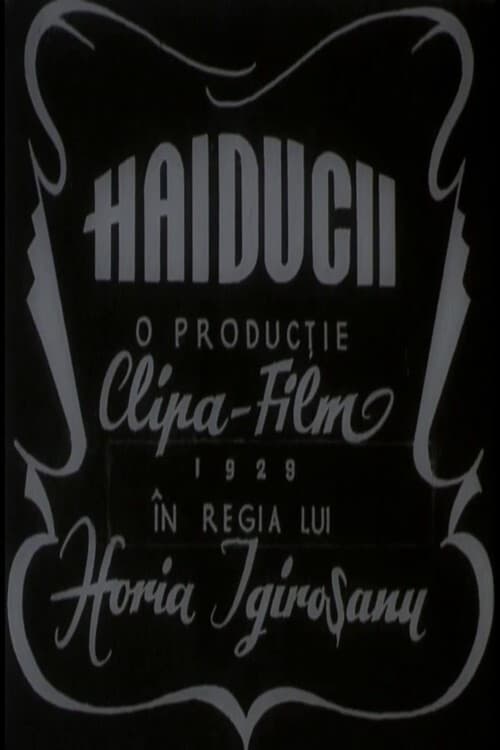 HAIDUCII
O PRODUCȚIE
Clipa-Film
1929
ÎN REGIA LUI
Horia Igiroșanu